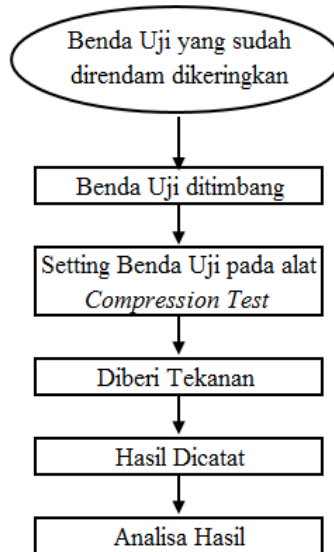 Benda Uji yang sudah
direndam dikeringkan
Benda Uji ditimbang
Setting Benda Uji pada alat
Compression Test
Diberi Tekanan
Hasil Dicatat
Analisa Hasil